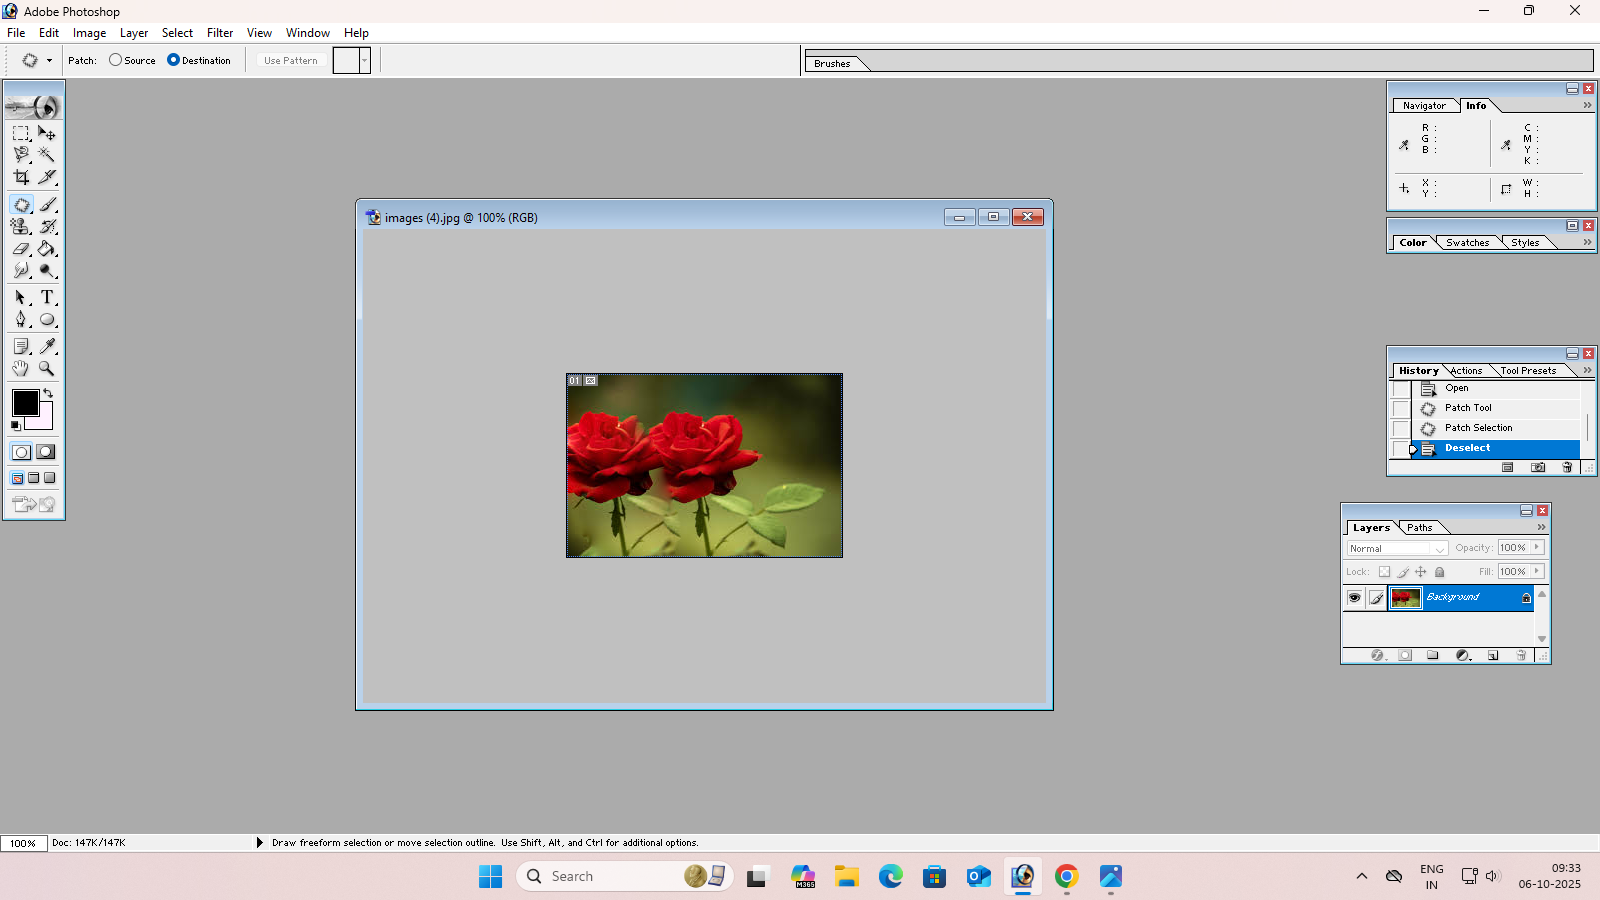 Adobe Photoshop
File Edit Image Layer Select Filter View Window Help
Patch: Source Destination Use Pattern
Brushes
Navigator Info
R : C :
G : M :
B : Y :
K :
X : W :
Y : H :
images (4).jpg @ 100% (RGB)
Color Swatches Styles
01
History Actions Tool Presets
Open
Patch Tool
Patch Selection
Deselect
Layers Paths
Normal Opacity: 100%
Lock: Fill: 100%
Background
100% Doc: 147K/147K Draw freeform selection or move selection outline. Use Shift, Alt, and Ctrl for additional options.
Search
M365
ENG
IN
09:33
06-10-2025